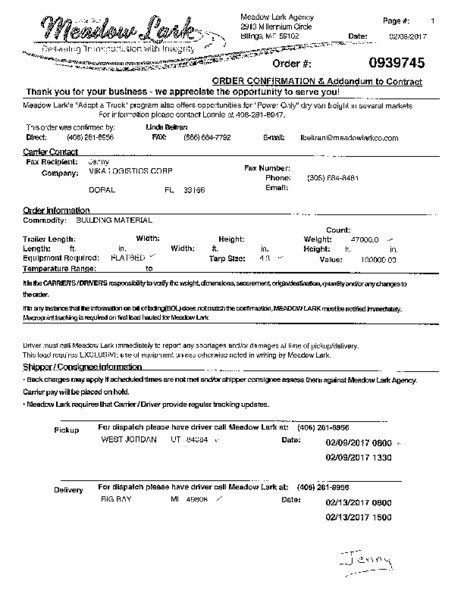 Meadow Lark
Delivering Transportation with Integrity
Meadow Lark Agency
2943 Millennium Circle
Billings, MT 59102
Page #: 1
Date: 02/08/2017
Order #: 0939745
ORDER CONFIRMATION & Addendum to Contract
Thank you for your business - we appreciate the opportunity to serve you!
Meadow Lark's "Adopt a Truck" program also offers opportunities for "Power Only" dry van freight in several markets
For information please contact Lonnie at 406-281-8947.
This order was confirmed by: Linda Beltran
Direct: (406) 281-8956 FAX: (866) 664-7792 E-mail: lbeltran@meadowlarkco.com
Carrier Contact
Fax Recipient: Jenny Fax Number:
Company: VIKA LOGISTICS CORP Phone: (305) 684-8481
DORAL FL 33166 Email:
Order Information
Commodity: BUILDING MATERIAL
Count:
Trailer Length: Width: Height: Weight: 47000.0
Length: ft. in. Width: ft. in. Height: ft. in.
Equipment Required: FLATBED Tarp Size: Value: 100000.00
Temperature Range: to
It is the CARRIERS / DRIVERS responsibility to verify the weight, dimensions, securement, origin/destination, quantity and/or any changes to
the order.
If in any instance that the information on bill of lading(BOL) does not match the confirmation, MEADOW LARK must be notified immediately.
Macropoint tracking is required on first load hauled for Meadow Lark
Driver must call Meadow Lark immediately to report any shortages and/or damages at time of pickup/delivery.
This load requires EXCLUSIVE use of equipment unless otherwise noted in writing by Meadow Lark.
Shipper / Consignee Information
• Back charges may apply if scheduled times are not met and/or shipper consignee assess them against Meadow Lark Agency.
Carrier pay will be placed on hold.
• Meadow Lark requires that Carrier / Driver provide regular tracking updates.
Pickup For dispatch please have driver call Meadow Lark at: (406) 281-8956
WEST JORDAN UT 84084 Date: 02/09/2017 0800
02/09/2017 1330
Delivery For dispatch please have driver call Meadow Lark at: (406) 281-8956
BIG BAY MI 49808 Date: 02/13/2017 0800
02/13/2017 1500
Jenny